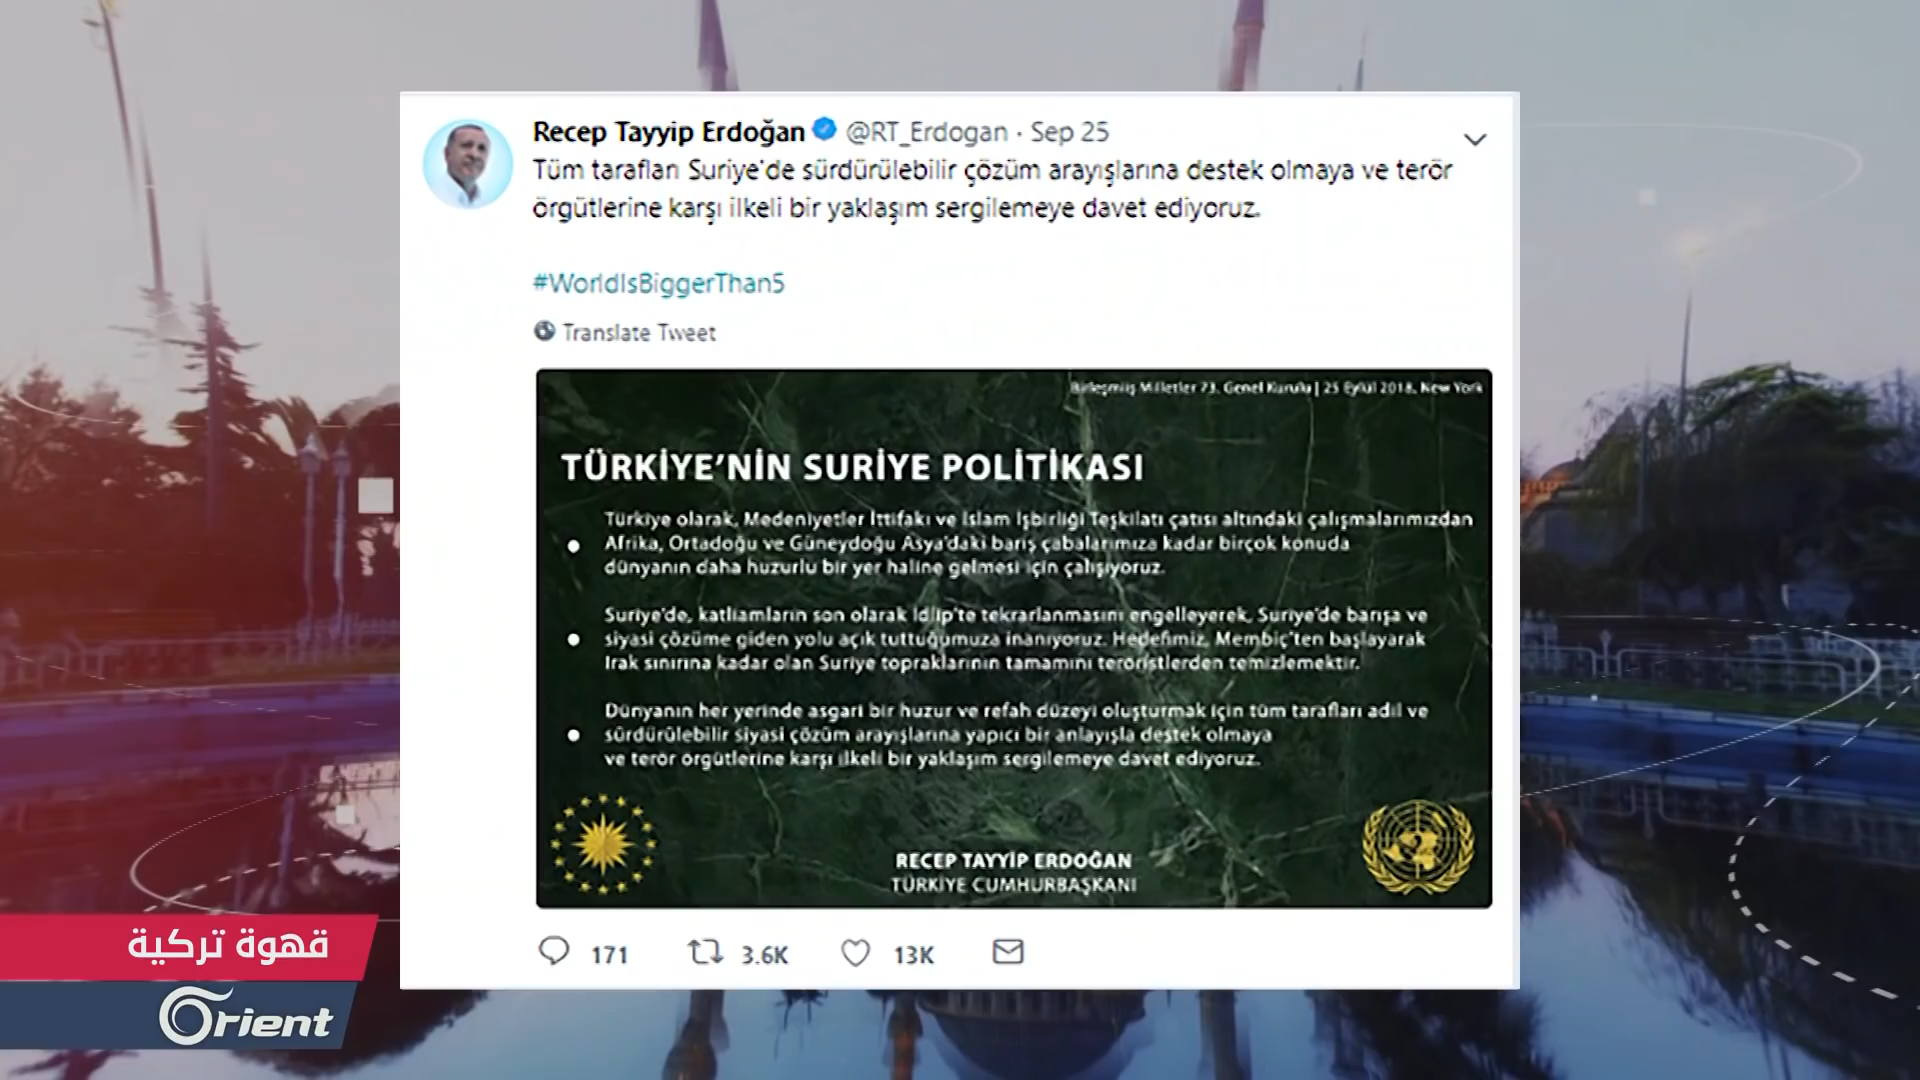 Recep Tayyip Erdoğan @RT_Erdogan · Sep 25
Tüm tarafları Suriye'de sürdürülebilir çözüm arayışlarına destek olmaya ve terör
örgütlerine karşı ilkeli bir yaklaşım sergilemeye davet ediyoruz.
#WorldIsBiggerThan5
Translate Tweet
Birleşmiş Milletler 73. Genel Kurulu | 25 Eylül 2018, New York
TÜRKİYE'NİN SURİYE POLİTİKASI
Türkiye olarak, Medeniyetler İttifakı ve İslam İşbirliği Teşkilatı çatısı altındaki çalışmalarımızdan
Afrika, Ortadoğu ve Güneydoğu Asya'daki barış çabalarımıza kadar birçok konuda
dünyanın daha huzurlu bir yer haline gelmesi için çalışıyoruz.
Suriye'de, katliamların son olarak İdlip'te tekrarlanmasını engelleyerek, Suriye'de barışa ve
siyasi çözüme giden yolu açık tuttuğumuza inanıyoruz. Hedefimiz, Membiç'ten başlayarak
Irak sınırına kadar olan Suriye topraklarının tamamını teröristlerden temizlemektir.
Dünyanın her yerinde asgari bir huzur ve refah düzeyi oluşturmak için tüm tarafları adil ve
sürdürülebilir siyasi çözüm arayışlarına yapıcı bir anlayışla destek olmaya
ve terör örgütlerine karşı ilkeli bir yaklaşım sergilemeye davet ediyoruz.
RECEP TAYYİP ERDOĞAN
TÜRKİYE CUMHURBAŞKANI
171 3.6K 13K
قهوة تركية
Orient